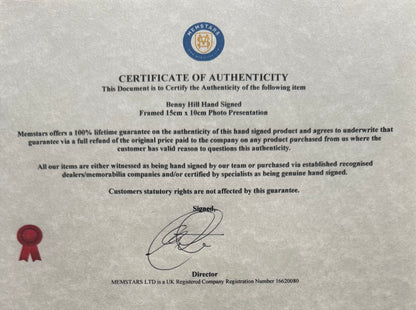 MEMSTARS
CERTIFICATE OF AUTHENTICITY
This Document is to Certify the Authenticity of the following item
Benny Hill Hand Signed
Framed 15cm x 10cm Photo Presentation
Memstars offers a 100% lifetime guarantee on the authenticity of this hand signed product and agrees to underwrite that
guarantee via a full refund of the original price paid to the company on any product purchased from us where the
customer has valid reason to questions this authenticity.
All our items are either witnessed as being hand signed by our team or purchased via established recognised
dealers/memorabilia companies and/or certified by specialists as being genuine hand signed.
Customers statutory rights are not affected by this guarantee.
Signed,
Director
MEMSTARS LTD is a UK Registered Company Registration Number 16620080